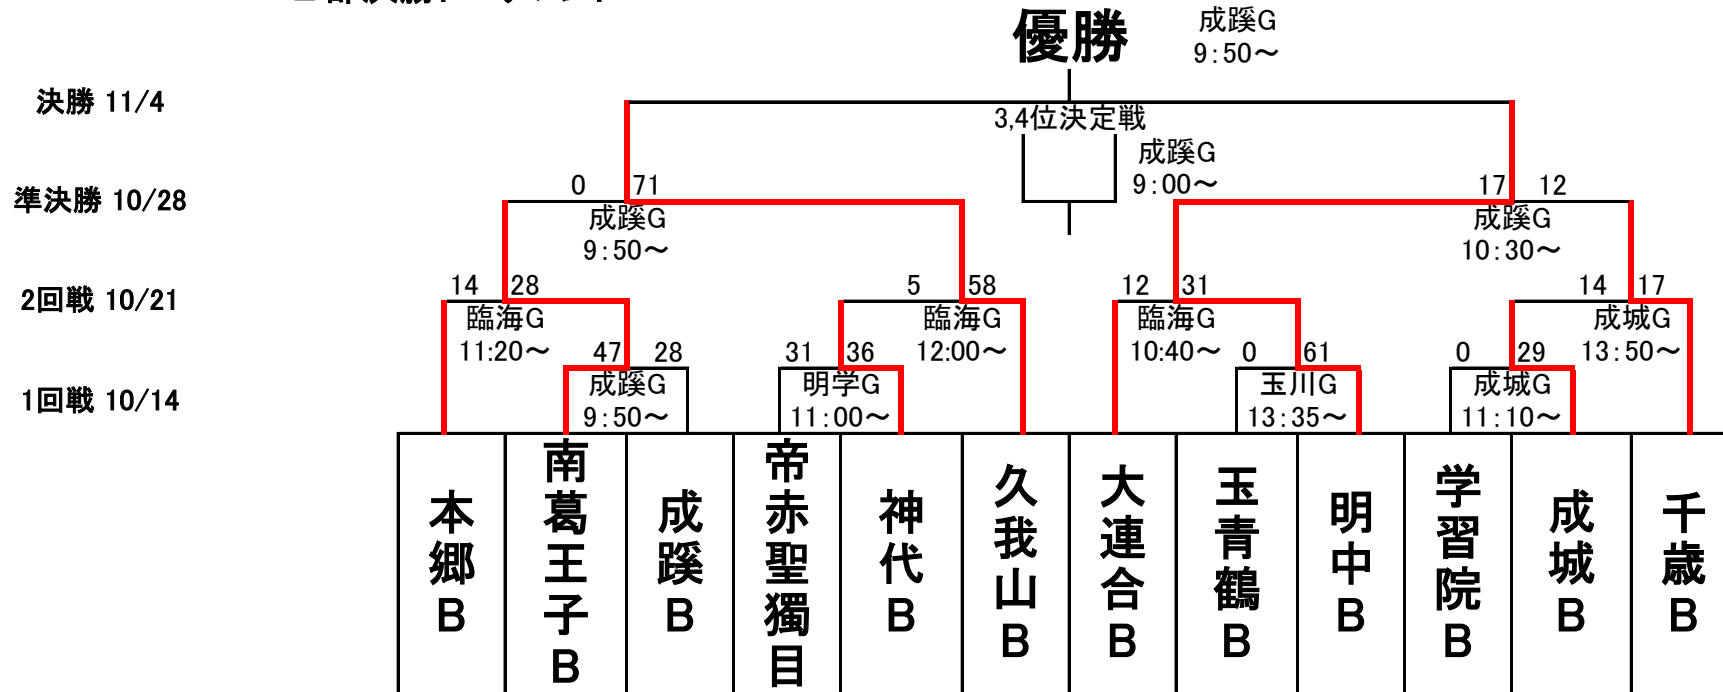 優勝
成蹊G
9:50～
決勝 11/4
3,4位決定戦
成蹊G
9:00～
準決勝 10/28
0 71
成蹊G
9:50～
17 12
成蹊G
10:30～
2回戦 10/21
14 28
臨海G
11:20～
5 58
臨海G
12:00～
12 31
臨海G
10:40～
14 17
成城G
13:50～
1回戦 10/14
47 28
成蹊G
9:50～
31 36
明学G
11:00～
0 61
玉川G
13:35～
0 29
成城G
11:10～
本郷B
南葛王子B
成蹊B
帝赤聖獨目
神代B
久我山B
大連合B
玉青鶴B
明中B
学習院B
成城B
千歳B